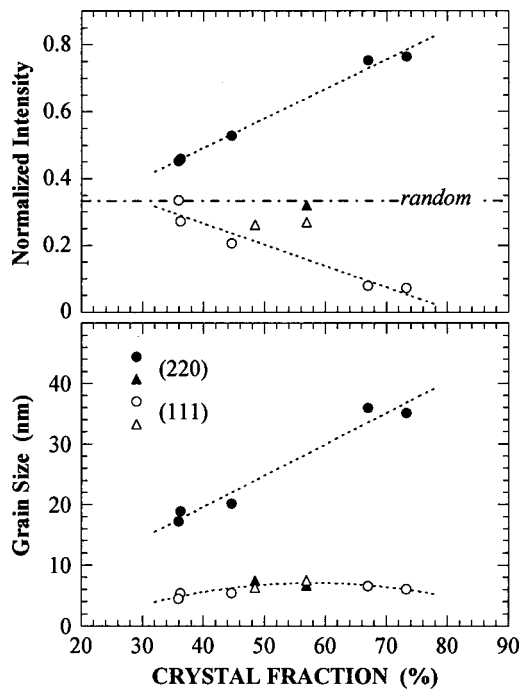 0.8
0.6
0.4
0.2
0
Normalized Intensity
random
40
30
20
10
0
Grain Size (nm)
(220)
(111)
20 30 40 50 60 70 80 90
CRYSTAL FRACTION (%)